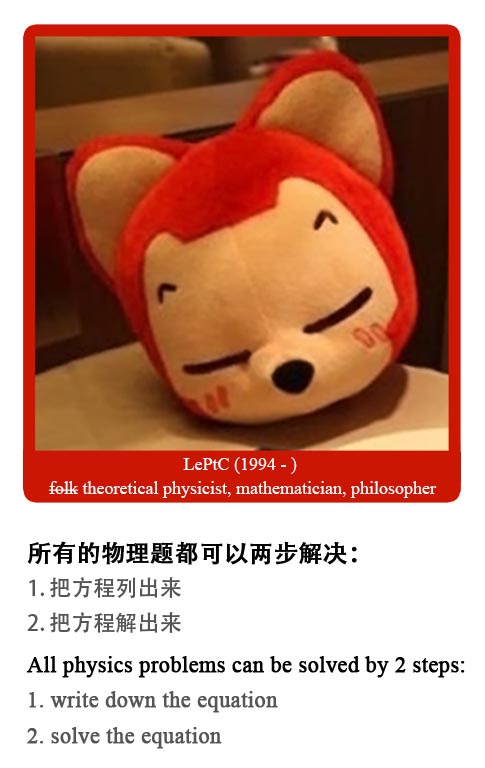 LePtC (1994 - )
folk theoretical physicist, mathematician, philosopher
所有的物理题都可以两步解决：
1. 把方程列出来
2. 把方程解出来
All physics problems can be solved by 2 steps:
1. write down the equation
2. solve the equation